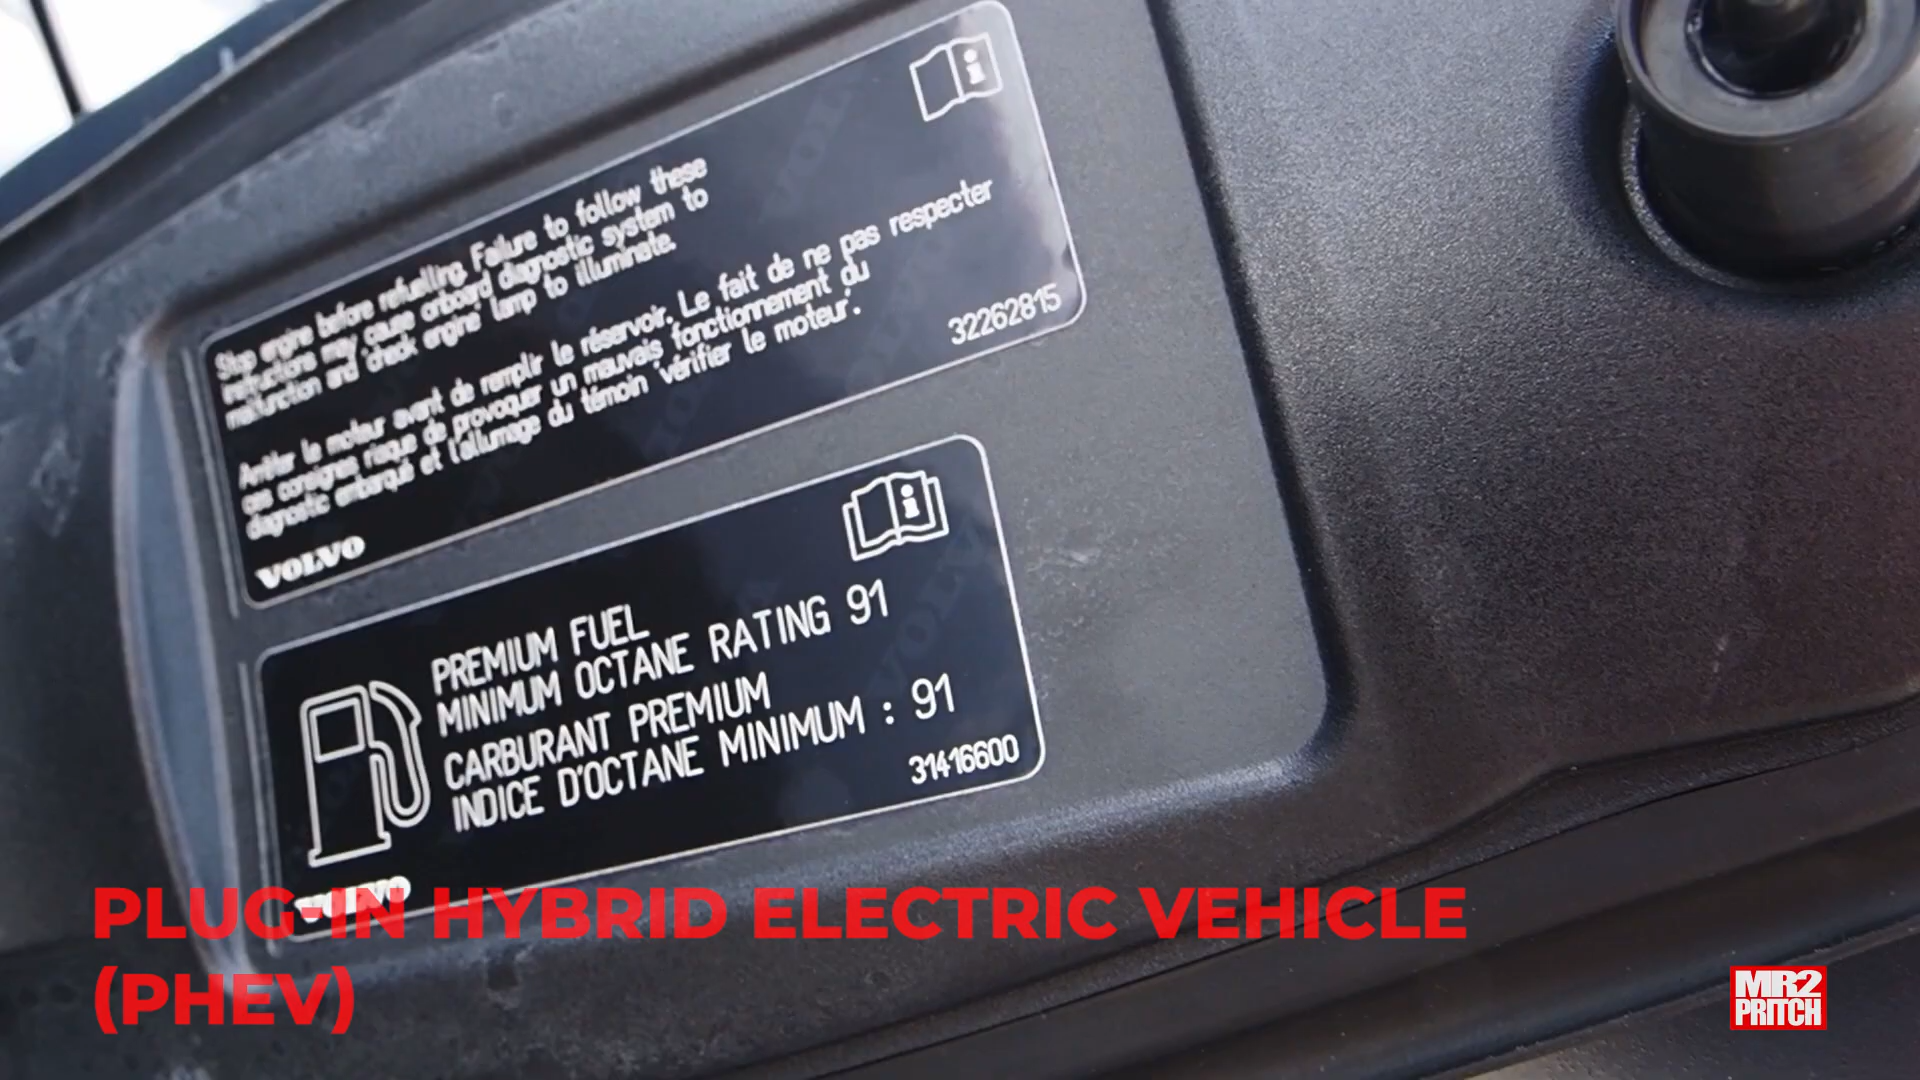 Stop engine before refuelling. Failure to follow these
instructions may cause onboard diagnostic system to
malfunction and 'check engine' lamp to illuminate.
Arrêter le moteur avant de remplir le réservoir. Le fait de ne pas respecter
ces consignes risque de provoquer un mauvais fonctionnement du
diagnostic embarqué et l'allumage du témoin 'vérifier le moteur'.
32262815
VOLVO
PREMIUM FUEL
MINIMUM OCTANE RATING 91
CARBURANT PREMIUM
INDICE D'OCTANE MINIMUM : 91
31416600
VOLVO
PLUG-IN HYBRID ELECTRIC VEHICLE
(PHEV)
MR2
PRITCH